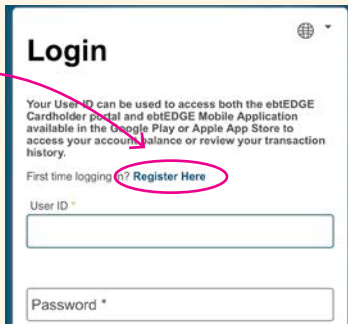 Login
Your User ID can be used to access both the ebtEDGE
Cardholder portal and ebtEDGE Mobile Application
available in the Google Play or Apple App Store to
access your account balance or review your transaction
history.
First time logging in? Register Here
User ID *
Password *